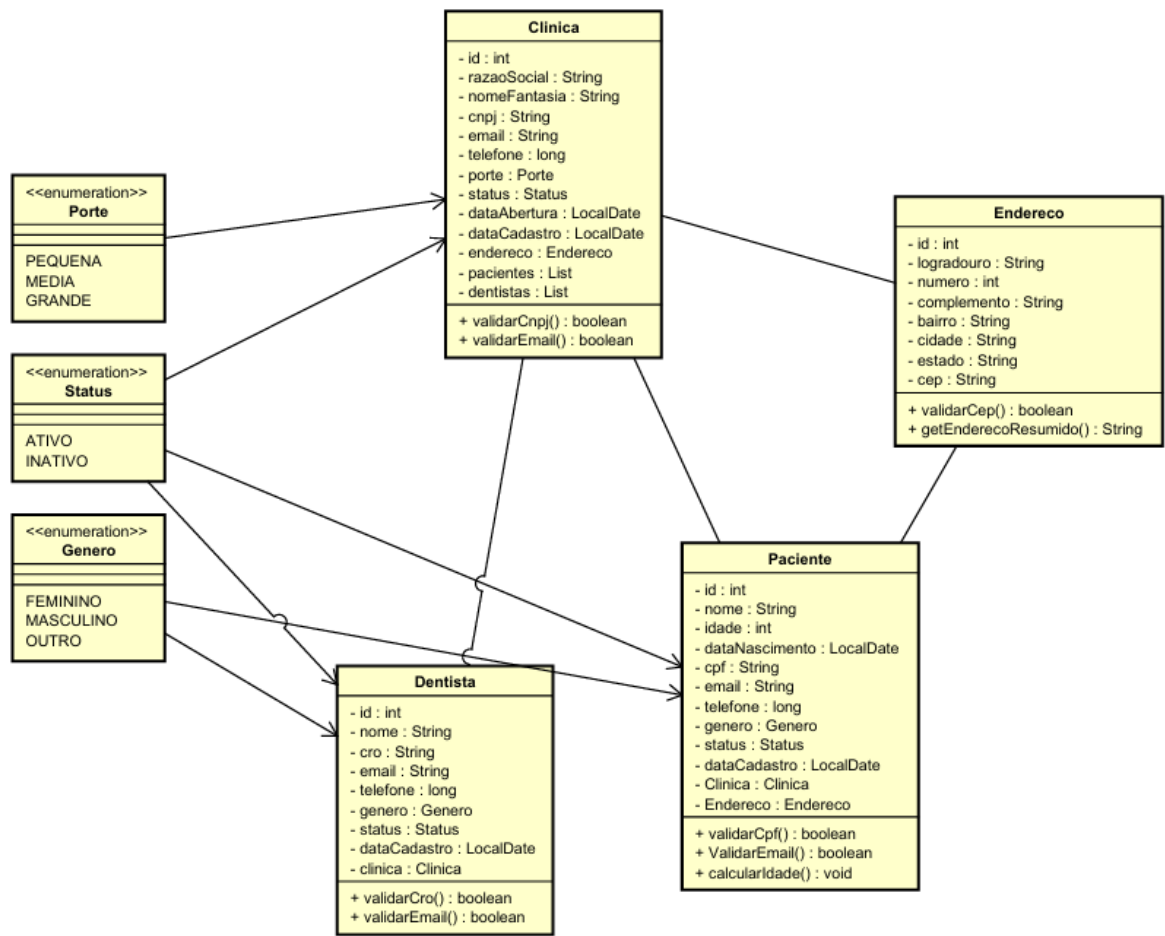 Clinica
- id : int
- razaoSocial : String
- nomeFantasia : String
- cnpj : String
- email : String
- telefone : long
- porte : Porte
- status : Status
- dataAbertura : LocalDate
- dataCadastro : LocalDate
- endereco : Endereco
- pacientes : List
- dentistas : List
+ validarCnpj() : boolean
+ validarEmail() : boolean
<<enumeration>>
Porte
PEQUENA
MEDIA
GRANDE
Endereco
- id : int
- logradouro : String
- numero : int
- complemento : String
- bairro : String
- cidade : String
- estado : String
- cep : String
+ validarCep() : boolean
+ getEnderecoResumido() : String
<<enumeration>>
Status
ATIVO
INATIVO
<<enumeration>>
Genero
FEMININO
MASCULINO
OUTRO
Paciente
- id : int
- nome : String
- idade : int
- dataNascimento : LocalDate
- cpf : String
- email : String
- telefone : long
- genero : Genero
- status : Status
- dataCadastro : LocalDate
- Clinica : Clinica
- Endereco : Endereco
+ validarCpf() : boolean
+ ValidarEmail() : boolean
+ calcularIdade() : void
Dentista
- id : int
- nome : String
- cro : String
- email : String
- telefone : long
- genero : Genero
- status : Status
- dataCadastro : LocalDate
- clinica : Clinica
+ validarCro() : boolean
+ validarEmail() : boolean